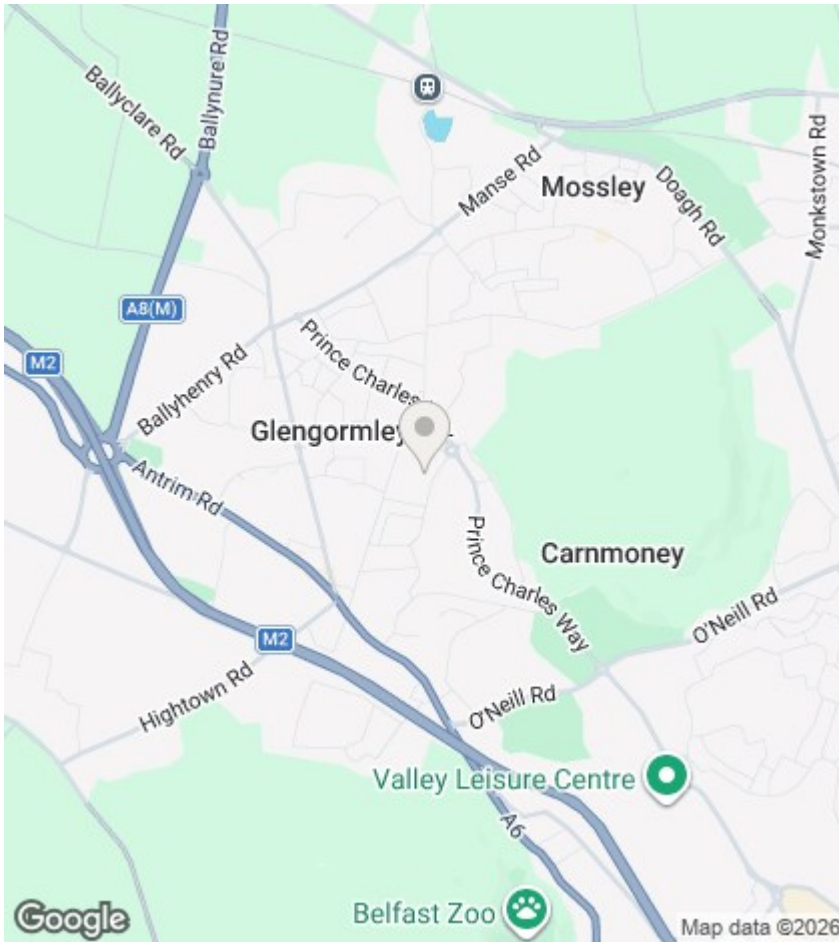 Ballyclare Rd
Ballynure Rd
Manse Rd
Mossley
Doagh Rd
Monkstown Rd
A8(M)
M2
Ballyhenry Rd
Prince Charles
Glengormley
Antrim Rd
Prince Charles Way
Carnmoney
O'Neill Rd
M2
Hightown Rd
O'Neill Rd
Valley Leisure Centre
A6
Belfast Zoo
Google
Map data ©2026